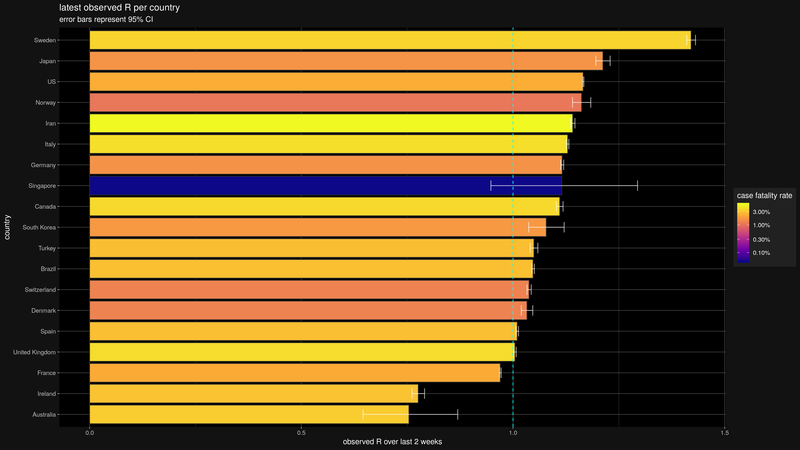 latest observed R per country
error bars represent 95% CI
Sweden
Japan
US
Norway
Iran
Italy
Germany
Singapore
Canada
South Korea
Turkey
Brazil
Switzerland
Denmark
Spain
United Kingdom
France
Ireland
Australia
country
0.0 0.5 1.0 1.5
observed R over last 2 weeks
case fatality rate
3.00%
1.00%
0.30%
0.10%